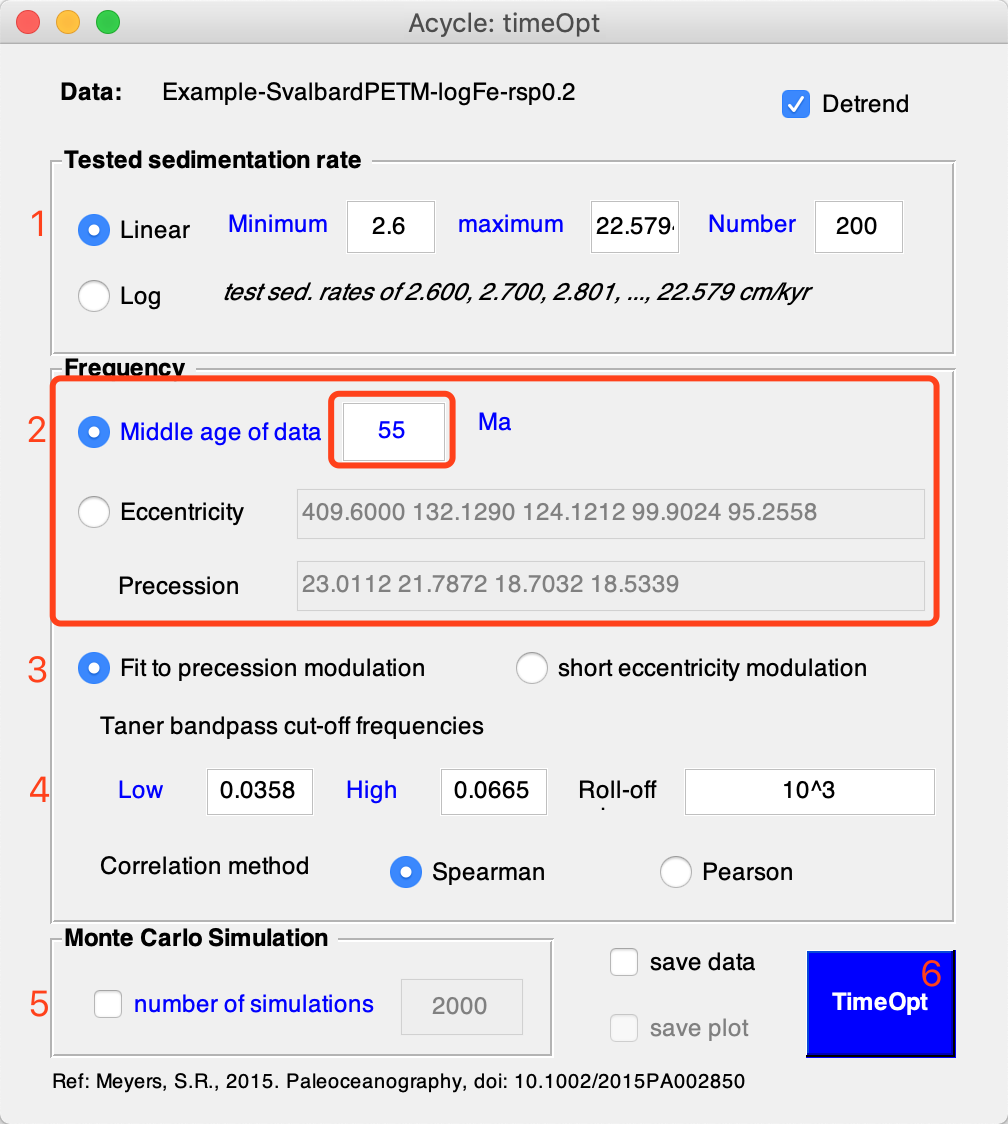 Acycle: timeOpt
Data: Example-SvalbardPETM-logFe-rsp0.2
Detrend
Tested sedimentation rate
1 Linear Minimum 2.6 maximum 22.579 Number 200
Log test sed. rates of 2.600, 2.700, 2.801, ..., 22.579 cm/kyr
Frequency
2 Middle age of data 55 Ma
Eccentricity 409.6000 132.1290 124.1212 99.9024 95.2558
Precession 23.0112 21.7872 18.7032 18.5339
3 Fit to precession modulation short eccentricity modulation
Taner bandpass cut-off frequencies
4 Low 0.0358 High 0.0665 Roll-off 10^3
Correlation method Spearman Pearson
Monte Carlo Simulation
5 number of simulations 2000
save data
save plot
6
TimeOpt
Ref: Meyers, S.R., 2015. Paleoceanography, doi: 10.1002/2015PA002850